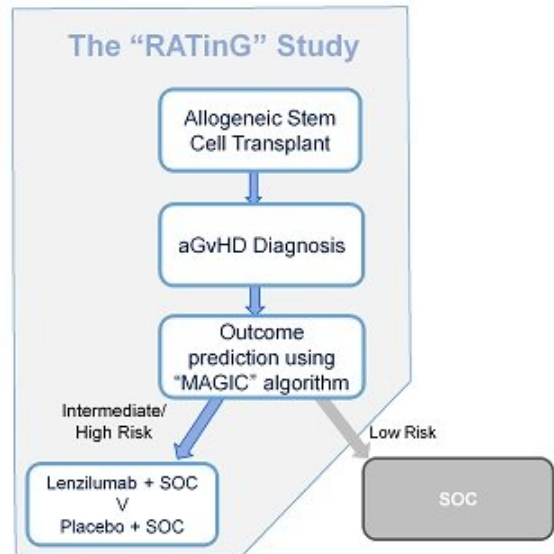 The “RATinG” Study
Allogeneic Stem
Cell Transplant
aGvHD Diagnosis
Outcome
prediction using
“MAGIC” algorithm
Intermediate/
High Risk
Low Risk
Lenzilumab + SOC
V
Placebo + SOC
SOC